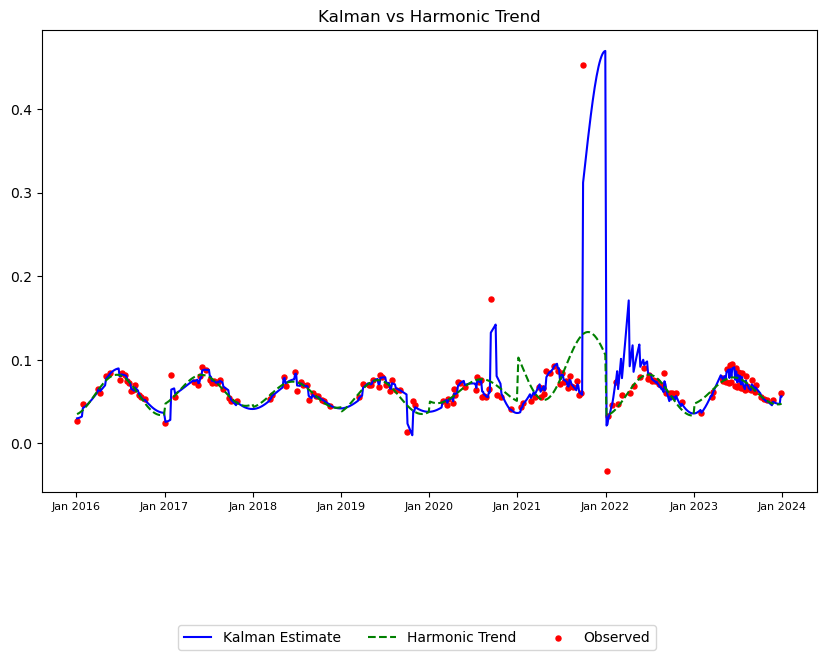 Kalman vs Harmonic Trend
0.4
0.3
0.2
0.1
0.0
Jan 2016 Jan 2017 Jan 2018 Jan 2019 Jan 2020 Jan 2021 Jan 2022 Jan 2023 Jan 2024
Kalman Estimate Harmonic Trend Observed